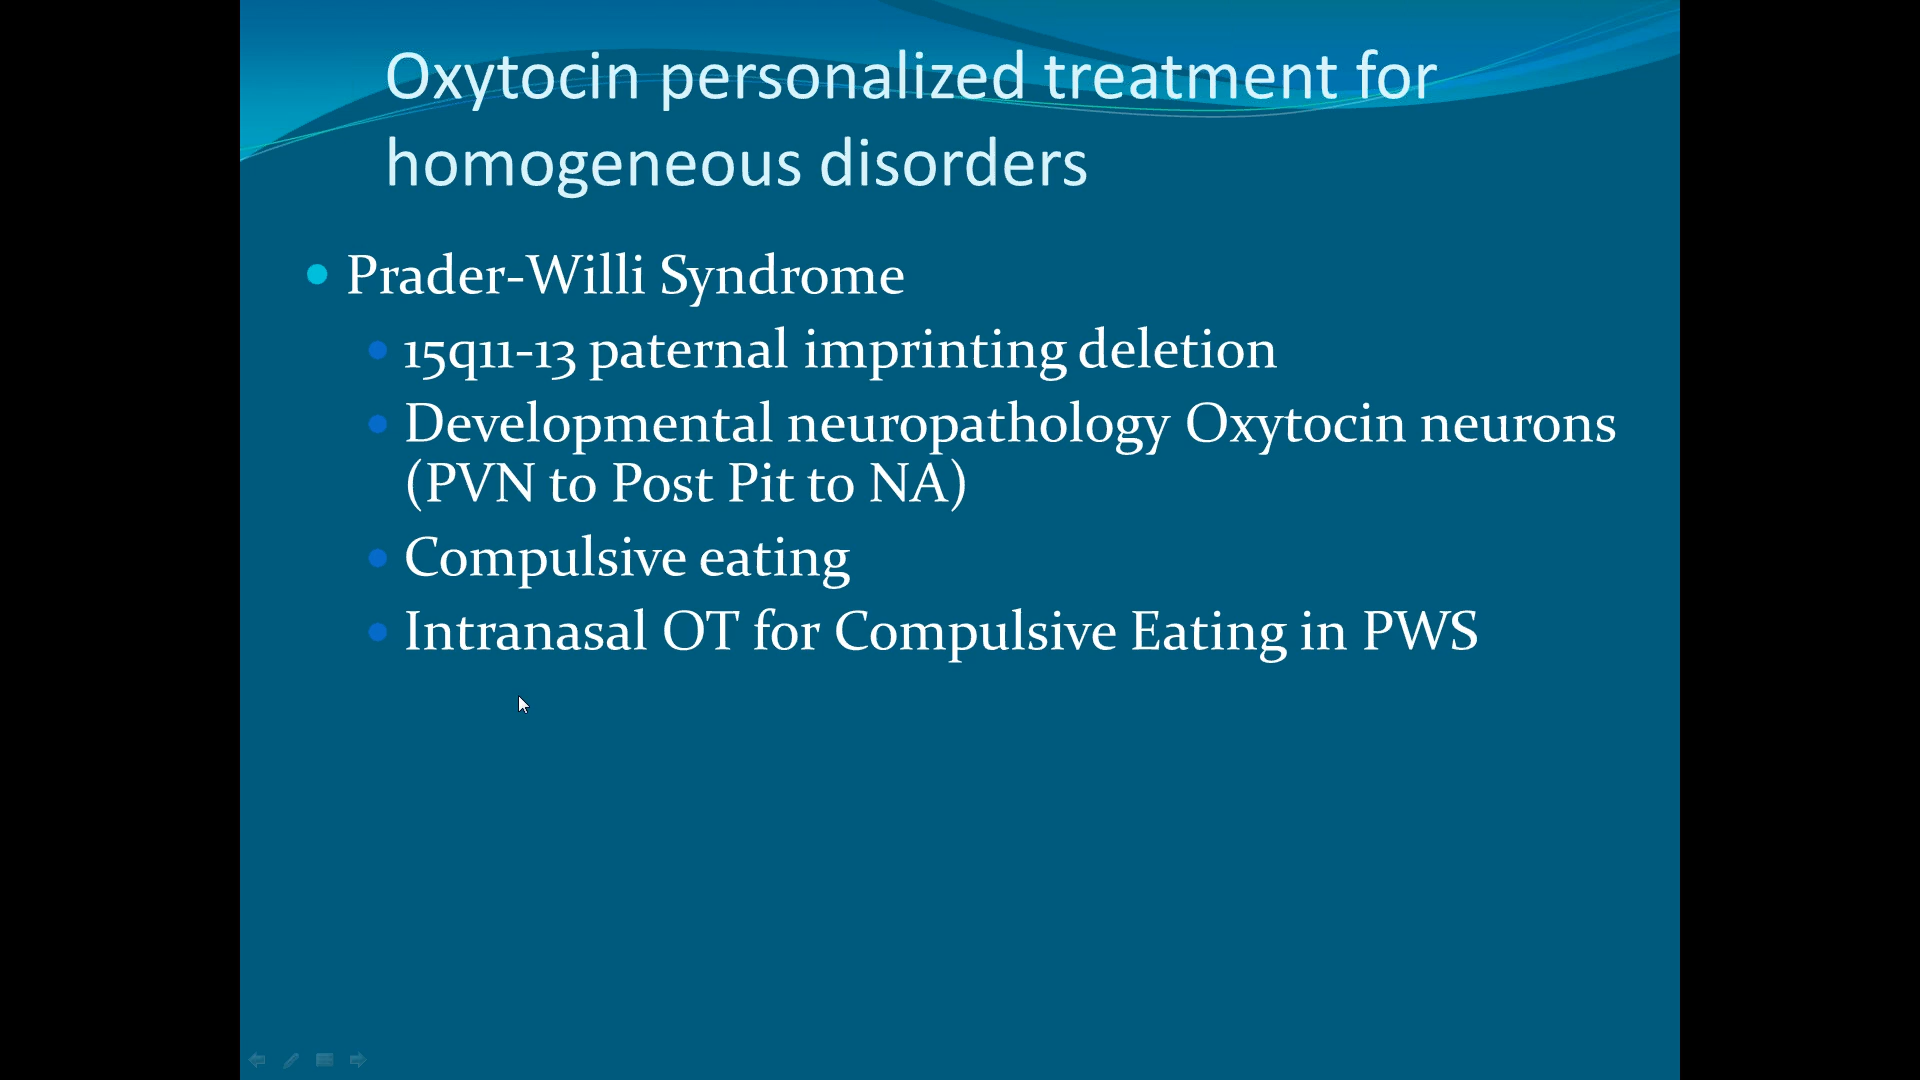 Oxytocin personalized treatment for
homogeneous disorders
Prader-Willi Syndrome
15q11-13 paternal imprinting deletion
Developmental neuropathology Oxytocin neurons
(PVN to Post Pit to NA)
Compulsive eating
Intranasal OT for Compulsive Eating in PWS